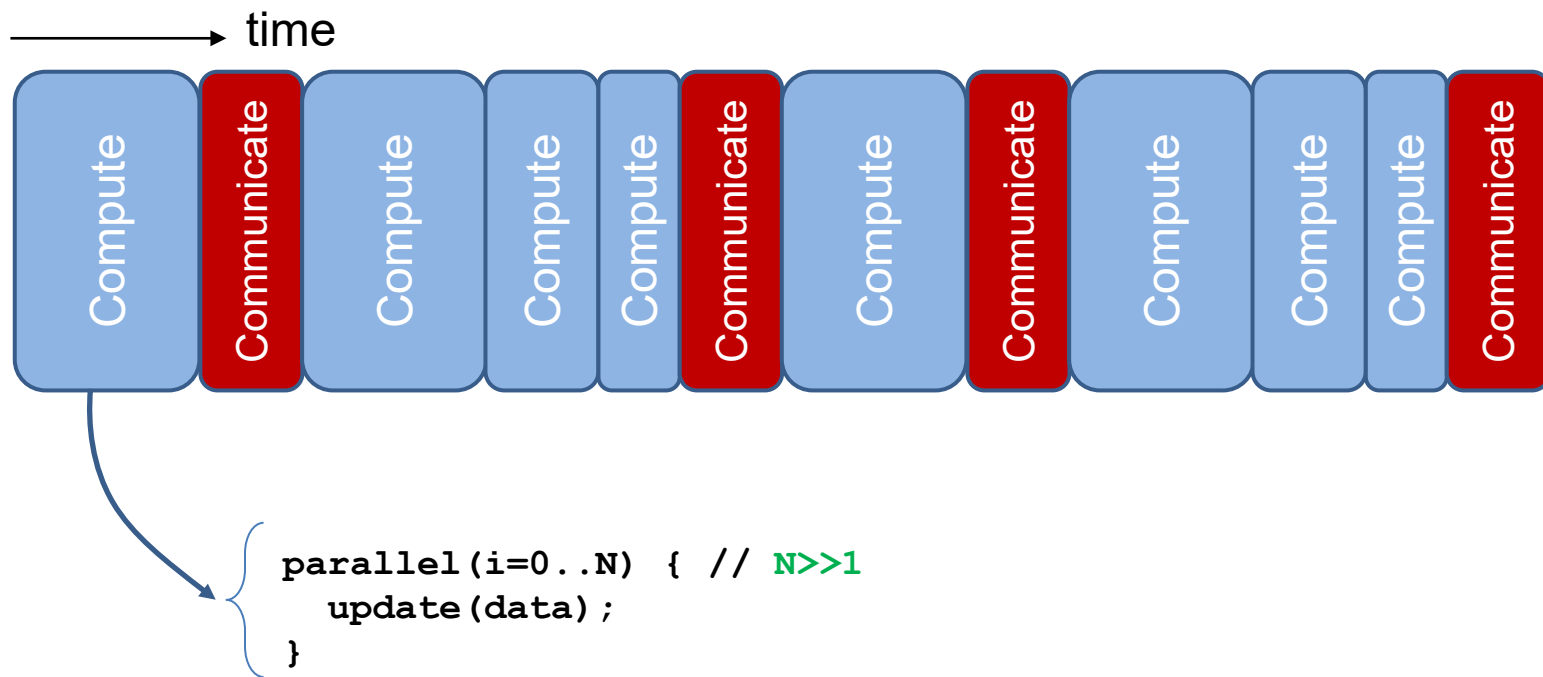 time
Compute
Communicate
Compute
Compute
Compute
Communicate
Compute
Communicate
Compute
Compute
Compute
Communicate
parallel(i=0..N) { // N>>1
  update(data);
}